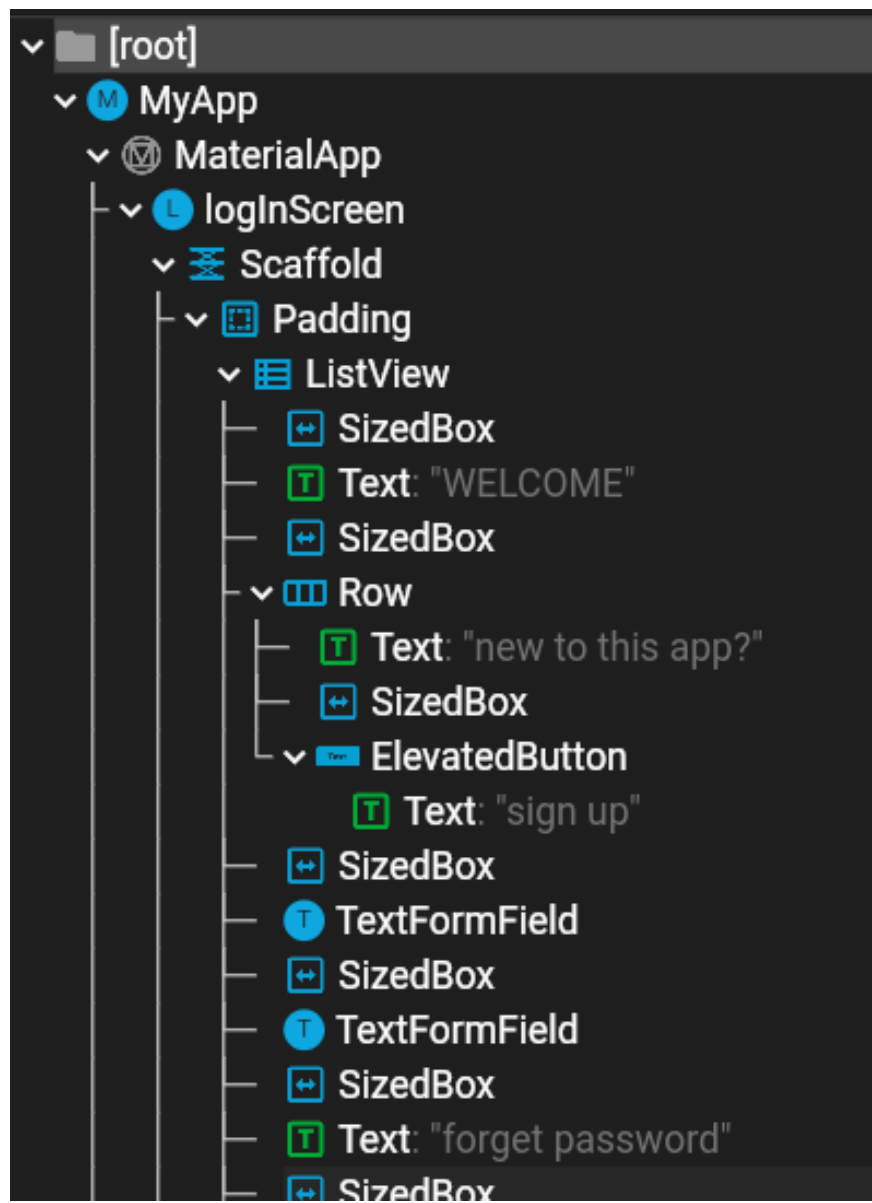 [root]
M MyApp
MaterialApp
L logInScreen
Scaffold
Padding
ListView
SizedBox
T Text: "WELCOME"
SizedBox
Row
T Text: "new to this app?"
SizedBox
Text ElevatedButton
T Text: "sign up"
SizedBox
T TextFormField
SizedBox
T TextFormField
SizedBox
T Text: "forget password"
SizedBox